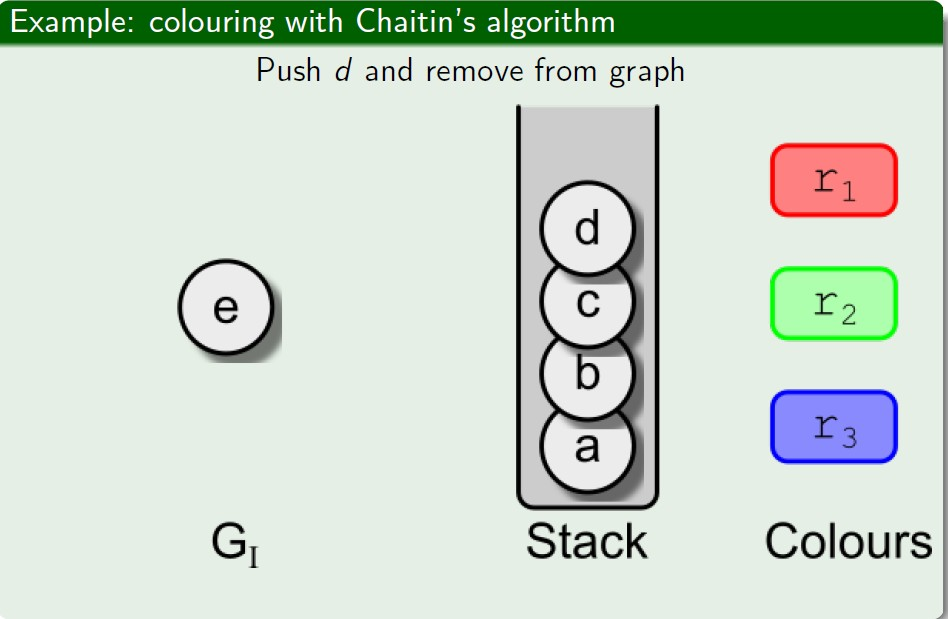 Example: colouring with Chaitin's algorithm
Push d and remove from graph
e
d
c
b
a
r1
r2
r3
GI
Stack
Colours